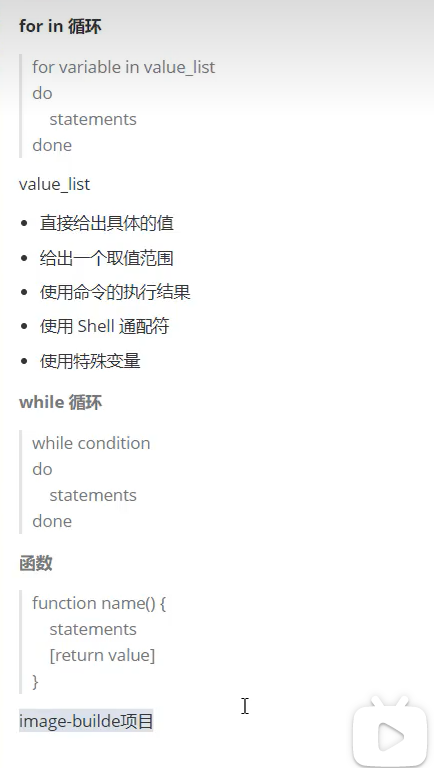 for in 循环
for variable in value_list
do
statements
done
value_list
直接给出具体的值
给出一个取值范围
使用命令的执行结果
使用 Shell 通配符
使用特殊变量
while 循环
while condition
do
statements
done
函数
function name() {
statements
[return value]
}
image-builde项目